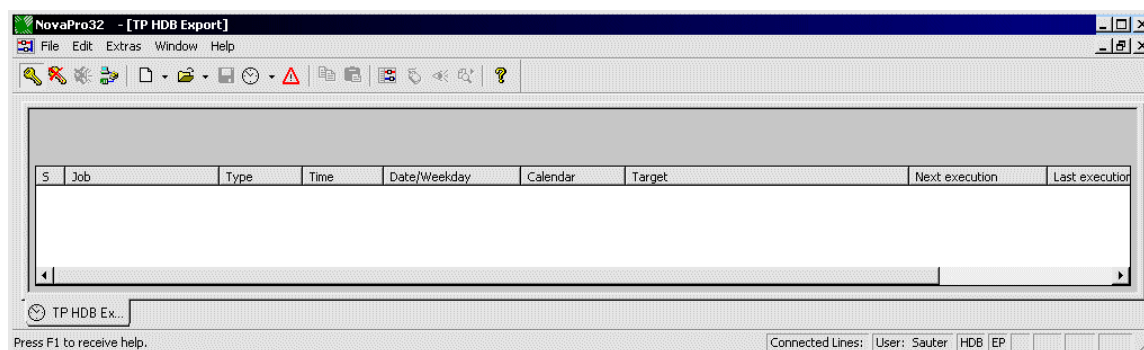 NovaPro32 - [TP HDB Export]
File Edit Extras Window Help
S Job Type Time Date/Weekday Calendar Target Next execution Last execution
TP HDB Ex...
Press F1 to receive help. Connected Lines: User: Sauter HDB EP